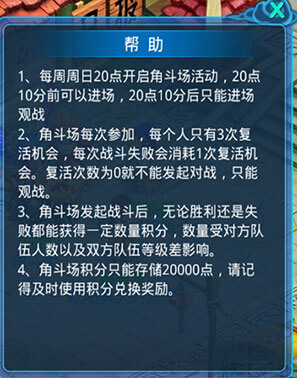 帮 助
1、每周周日20点开启角斗场活动，20点
10分前可以进场，20点10分后只能进场
观战
2、角斗场每次参加，每个人只有3次复
活机会，每次战斗失败会消耗1次复活机
会。复活次数为0就不能发起对战，只能
观战。
3、角斗场发起战斗后，无论胜利还是失
败都能获得一定数量积分，数量受对方队
伍人数以及双方队伍等级差影响。
4、角斗场积分只能存储20000点，请记
得及时使用积分兑换奖励。